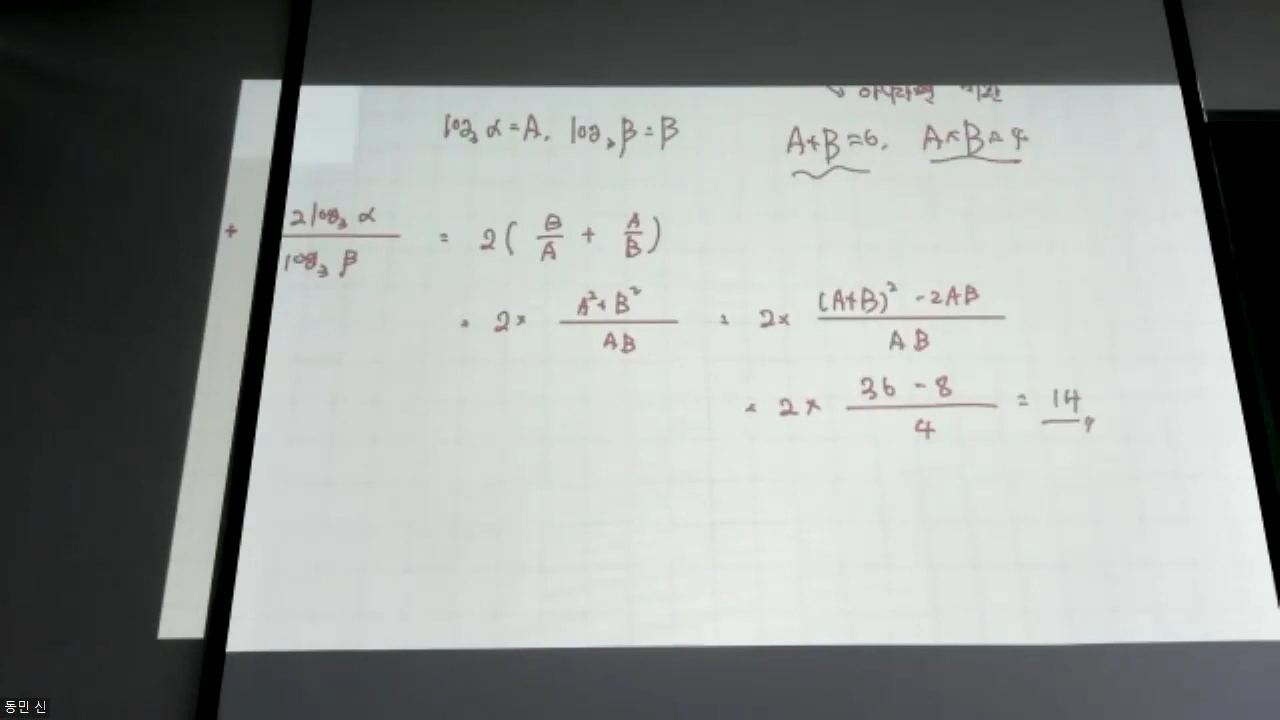 log₃ α = A, log₃ β = B
A+B=6, A×B=4
+ 2log₃ α / log₃ β = 2( B/A + A/B )
= 2× A²+B² / AB = 2× (A+B)² -2AB / AB
= 2× 36-8 / 4 = 14
동민 신